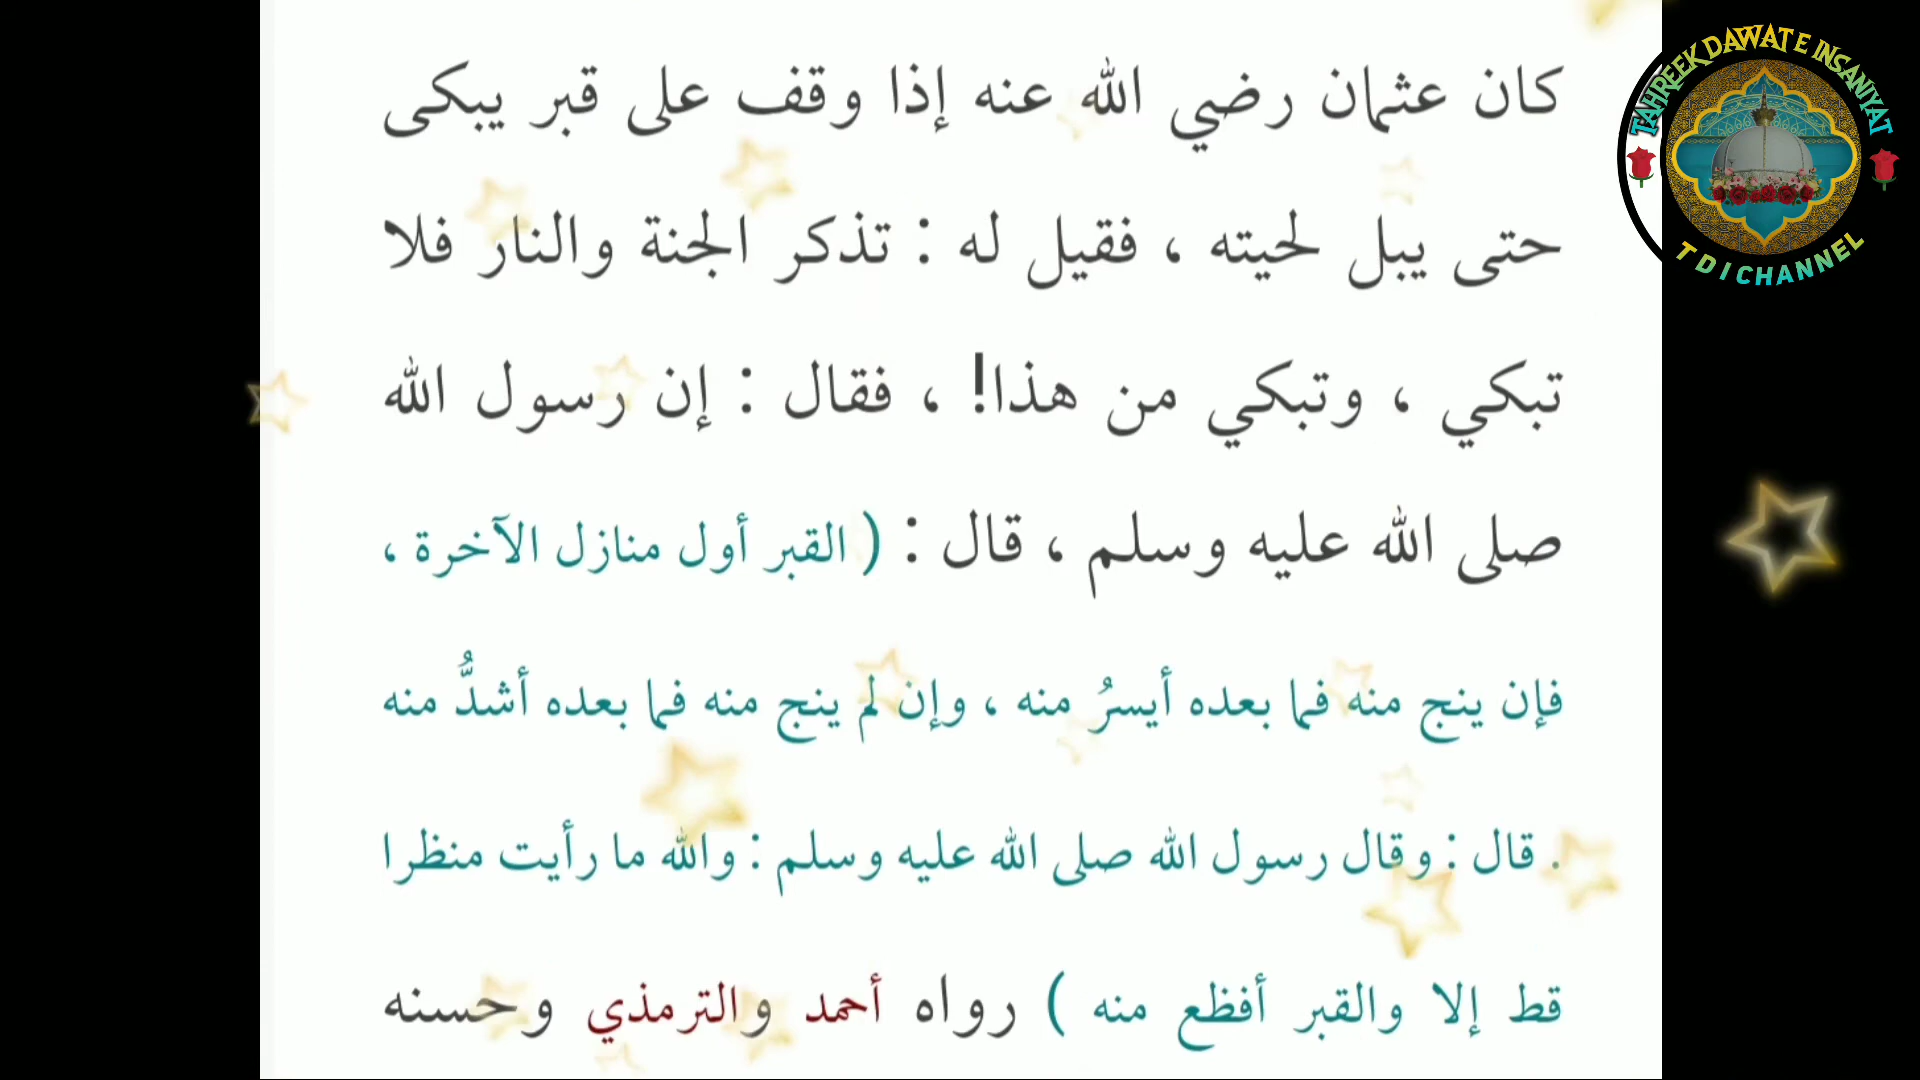 كان عثمان رضي الله عنه إذا وقف على قبر يبكى
حتى يبل لحيته ، فقيل له : تذكر الجنة والنار فلا
تبكي ، وتبكي من هذا! ، فقال : إن رسول الله
صلى الله عليه وسلم ، قال : ( القبر أول منازل الآخرة ،
فإن ينج منه فما بعده أيسرُ منه ، وإن لم ينج منه فما بعده أشدُّ منه
. قال : وقال رسول الله صلى الله عليه وسلم : والله ما رأيت منظرا
قط إلا والقبر أفظع منه ) رواه أحمد والترمذي وحسنه
TAHREEK DAWAT E INSANIYAT
T D I CHANNEL